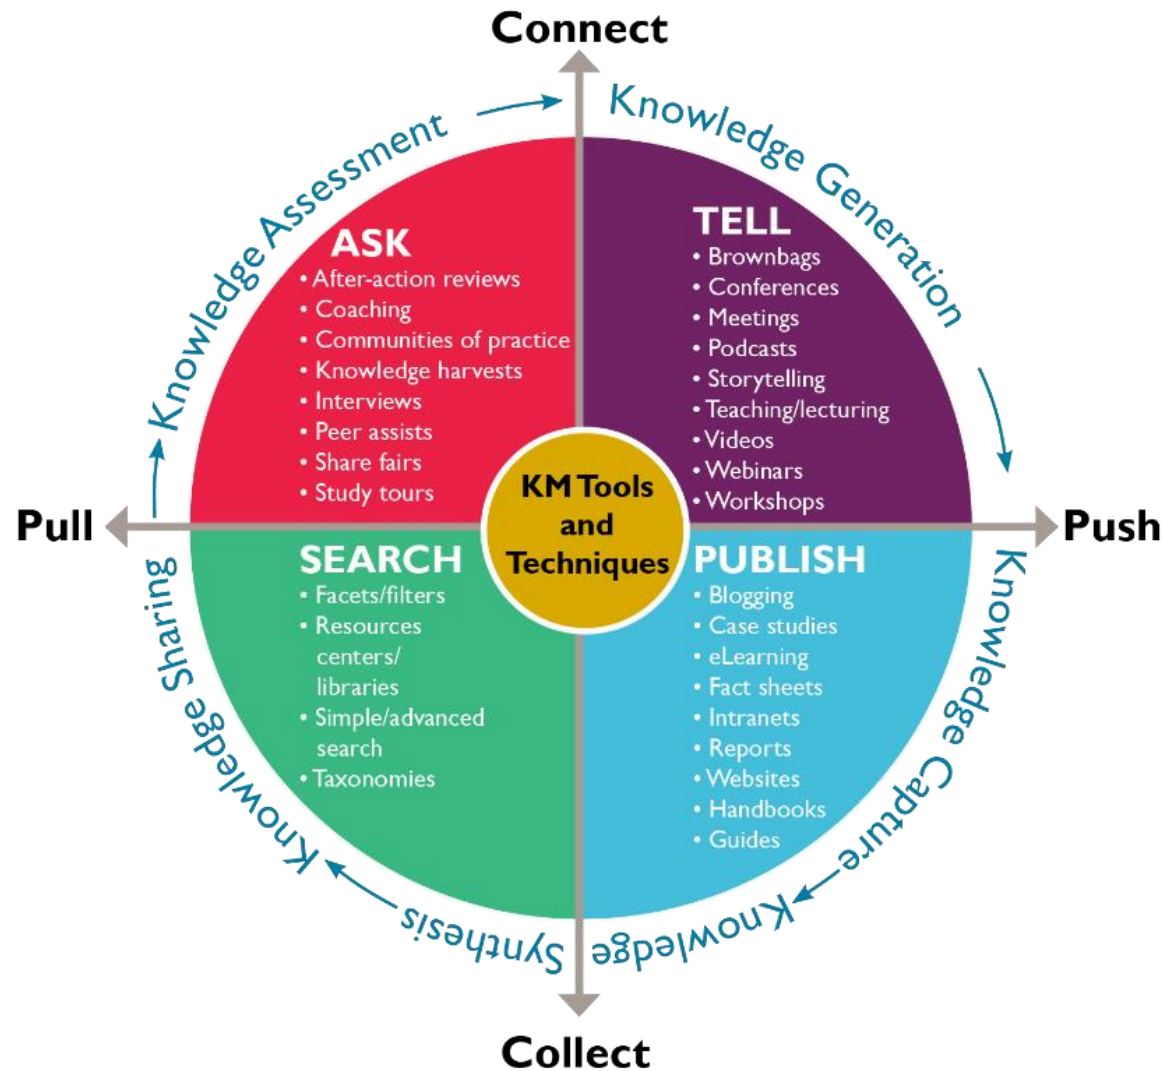 Connect
Knowledge Assessment
Knowledge Generation
ASK
• After-action reviews
• Coaching
• Communities of practice
• Knowledge harvests
• Interviews
• Peer assists
• Share fairs
• Study tours
TELL
• Brownbags
• Conferences
• Meetings
• Podcasts
• Storytelling
• Teaching/lecturing
• Videos
• Webinars
• Workshops
KM Tools
and
Techniques
Pull
Push
SEARCH
• Facets/filters
• Resources
centers/
libraries
• Simple/advanced
search
• Taxonomies
PUBLISH
• Blogging
• Case studies
• eLearning
• Fact sheets
• Intranets
• Reports
• Websites
• Handbooks
• Guides
Knowledge Capture
Knowledge Synthesis
Knowledge Sharing
Collect